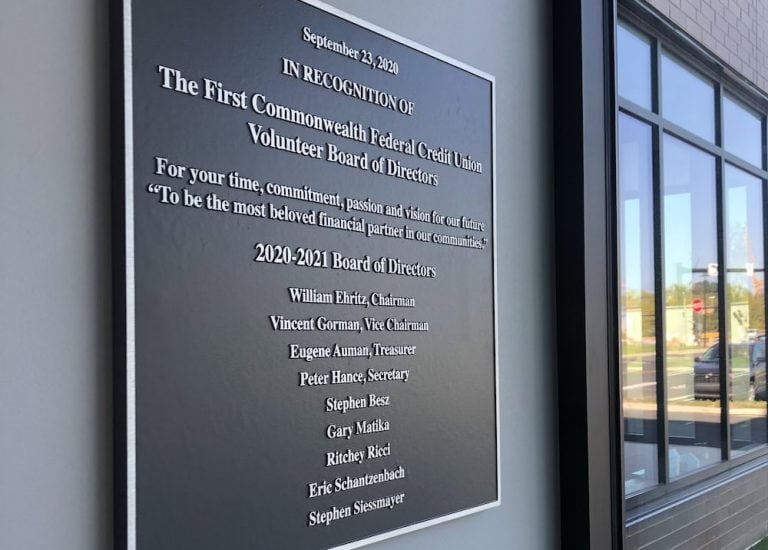 September 23, 2020
IN RECOGNITION OF
The First Commonwealth Federal Credit Union
Volunteer Board of Directors
For your time, commitment, passion and vision for our future
“To be the most beloved financial partner in our communities.”
2020-2021 Board of Directors
William Ehritz, Chairman
Vincent Gorman, Vice Chairman
Eugene Auman, Treasurer
Peter Hance, Secretary
Stephen Besz
Gary Matika
Ritchey Ricci
Eric Schantzenbach
Stephen Siessmayer